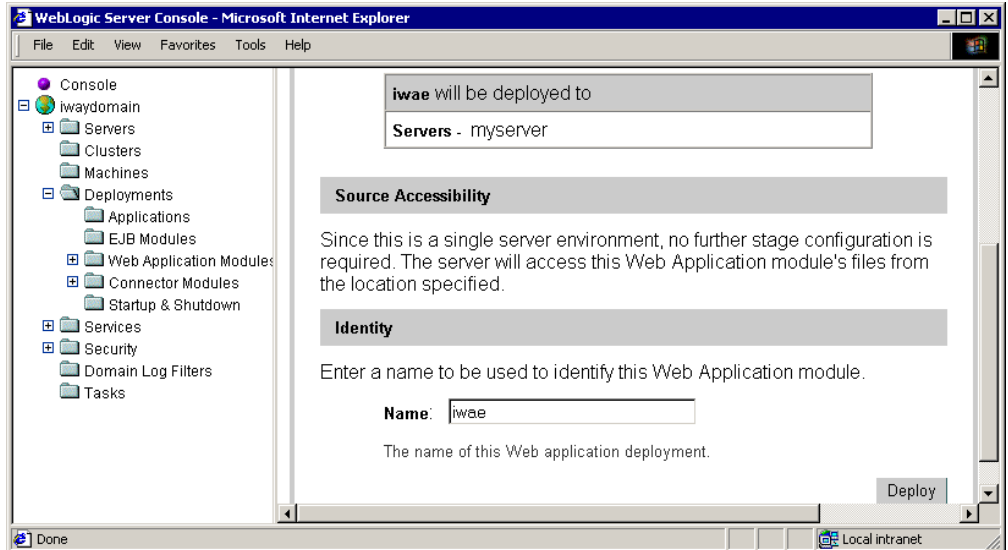 WebLogic Server Console - Microsoft Internet Explorer
File Edit View Favorites Tools Help
Console
iwaydomain
Servers
Clusters
Machines
Deployments
Applications
EJB Modules
Web Application Modules
Connector Modules
Startup & Shutdown
Services
Security
Domain Log Filters
Tasks
iwae will be deployed to
Servers - myserver
Source Accessibility
Since this is a single server environment, no further stage configuration is
required. The server will access this Web Application module's files from
the location specified.
Identity
Enter a name to be used to identify this Web Application module.
Name: iwae
The name of this Web application deployment.
Deploy
Done
Local intranet